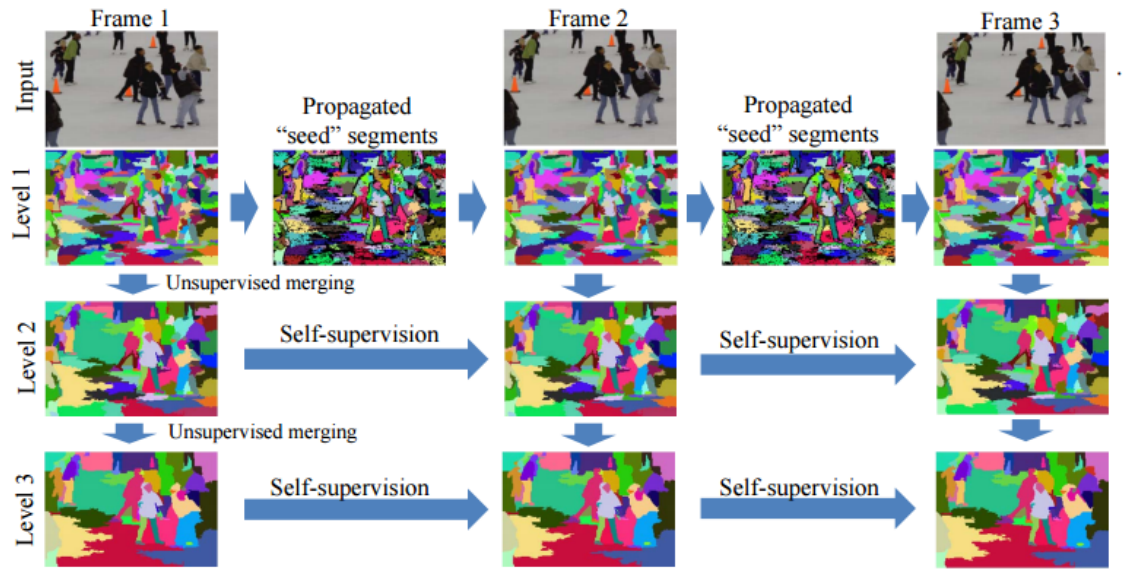 Frame 1
Frame 2
Frame 3
Input
Propagated
“seed” segments
Propagated
“seed” segments
Level 1
Unsupervised merging
Level 2
Self-supervision
Self-supervision
Unsupervised merging
Level 3
Self-supervision
Self-supervision